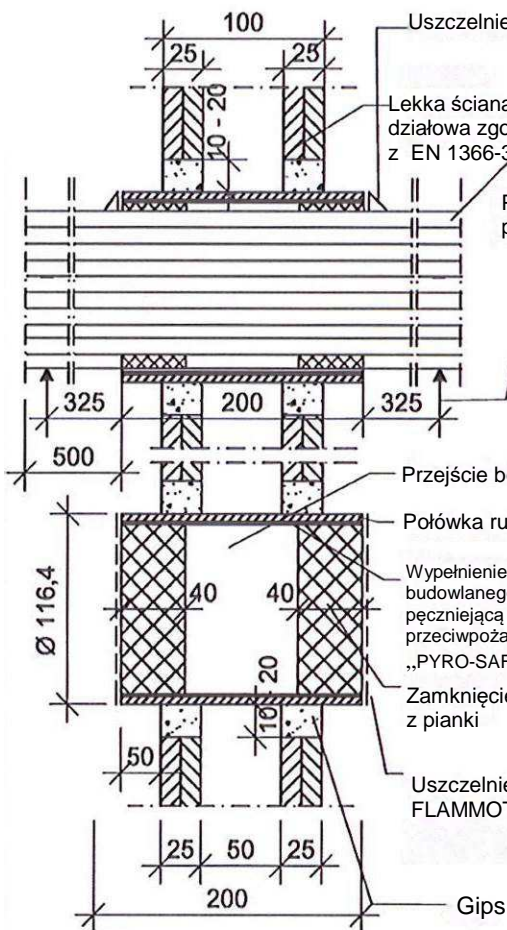 100
25
25
Uszczelnie
10 - 20
Lekka ściana
działowa zgo
z EN 1366-3
p
325
200
325
500
Przejście be
Połówka ru
Ø 116,4
40
40
Wypełnienie
budowlaneg
pęczniejącą
przeciwpoża
„PYRO-SAF
10 - 20
Zamknięcie
z pianki
50
Uszczelnie
FLAMMOT
25
50
25
200
Gips